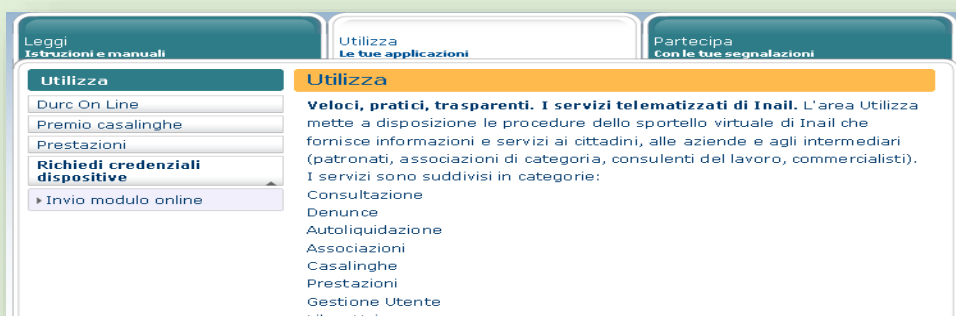 Leggi
Istruzioni e manuali
Utilizza
Le tue applicazioni
Partecipa
Con le tue segnalazioni
Utilizza
Durc On Line
Premio casalinghe
Prestazioni
Richiedi credenziali
dispositive
Invio modulo online
Utilizza
Veloci, pratici, trasparenti. I servizi telematizzati di Inail. L'area Utilizza
mette a disposizione le procedure dello sportello virtuale di Inail che
fornisce informazioni e servizi ai cittadini, alle aziende e agli intermediari
(patronati, associazioni di categoria, consulenti del lavoro, commercialisti).
I servizi sono suddivisi in categorie:
Consultazione
Denunce
Autoliquidazione
Associazioni
Casalinghe
Prestazioni
Gestione Utente